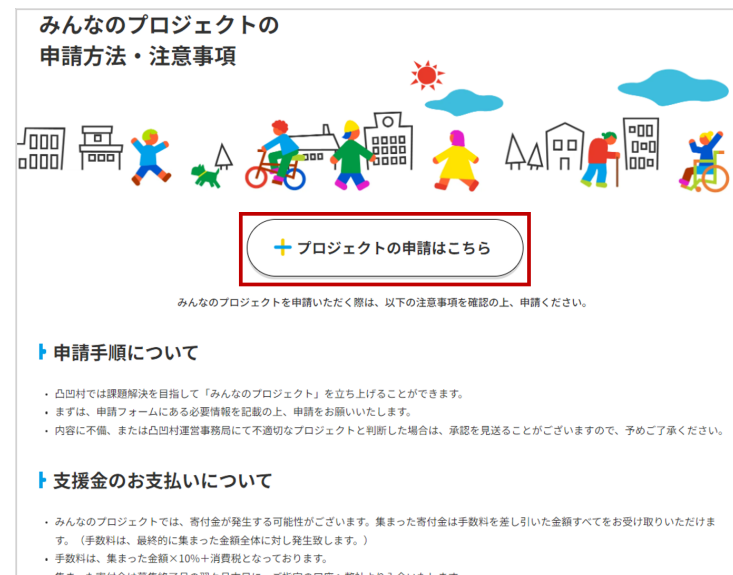 みんなのプロジェクトの
申請方法・注意事項
プロジェクトの申請はこちら
みんなのプロジェクトを申請いただく際は、以下の注意事項を確認の上、申請ください。
申請手順について
・凸凹村では課題解決を目指して「みんなのプロジェクト」を立ち上げることができます。
・まずは、申請フォームにある必要情報を記載の上、申請をお願いいたします。
・内容に不備、または凸凹村運営事務局にて不適切なプロジェクトと判断した場合は、承認を見送ることがございますので、予めご了承ください。
支援金のお支払いについて
・みんなのプロジェクトでは、寄付金が発生する可能性がございます。集まった寄付金は手数料を差し引いた金額すべてをお受け取りいただけま
す。（手数料は、最終的に集まった金額全体に対し発生致します。）
・手数料は、集まった金額×10%＋消費税となっております。